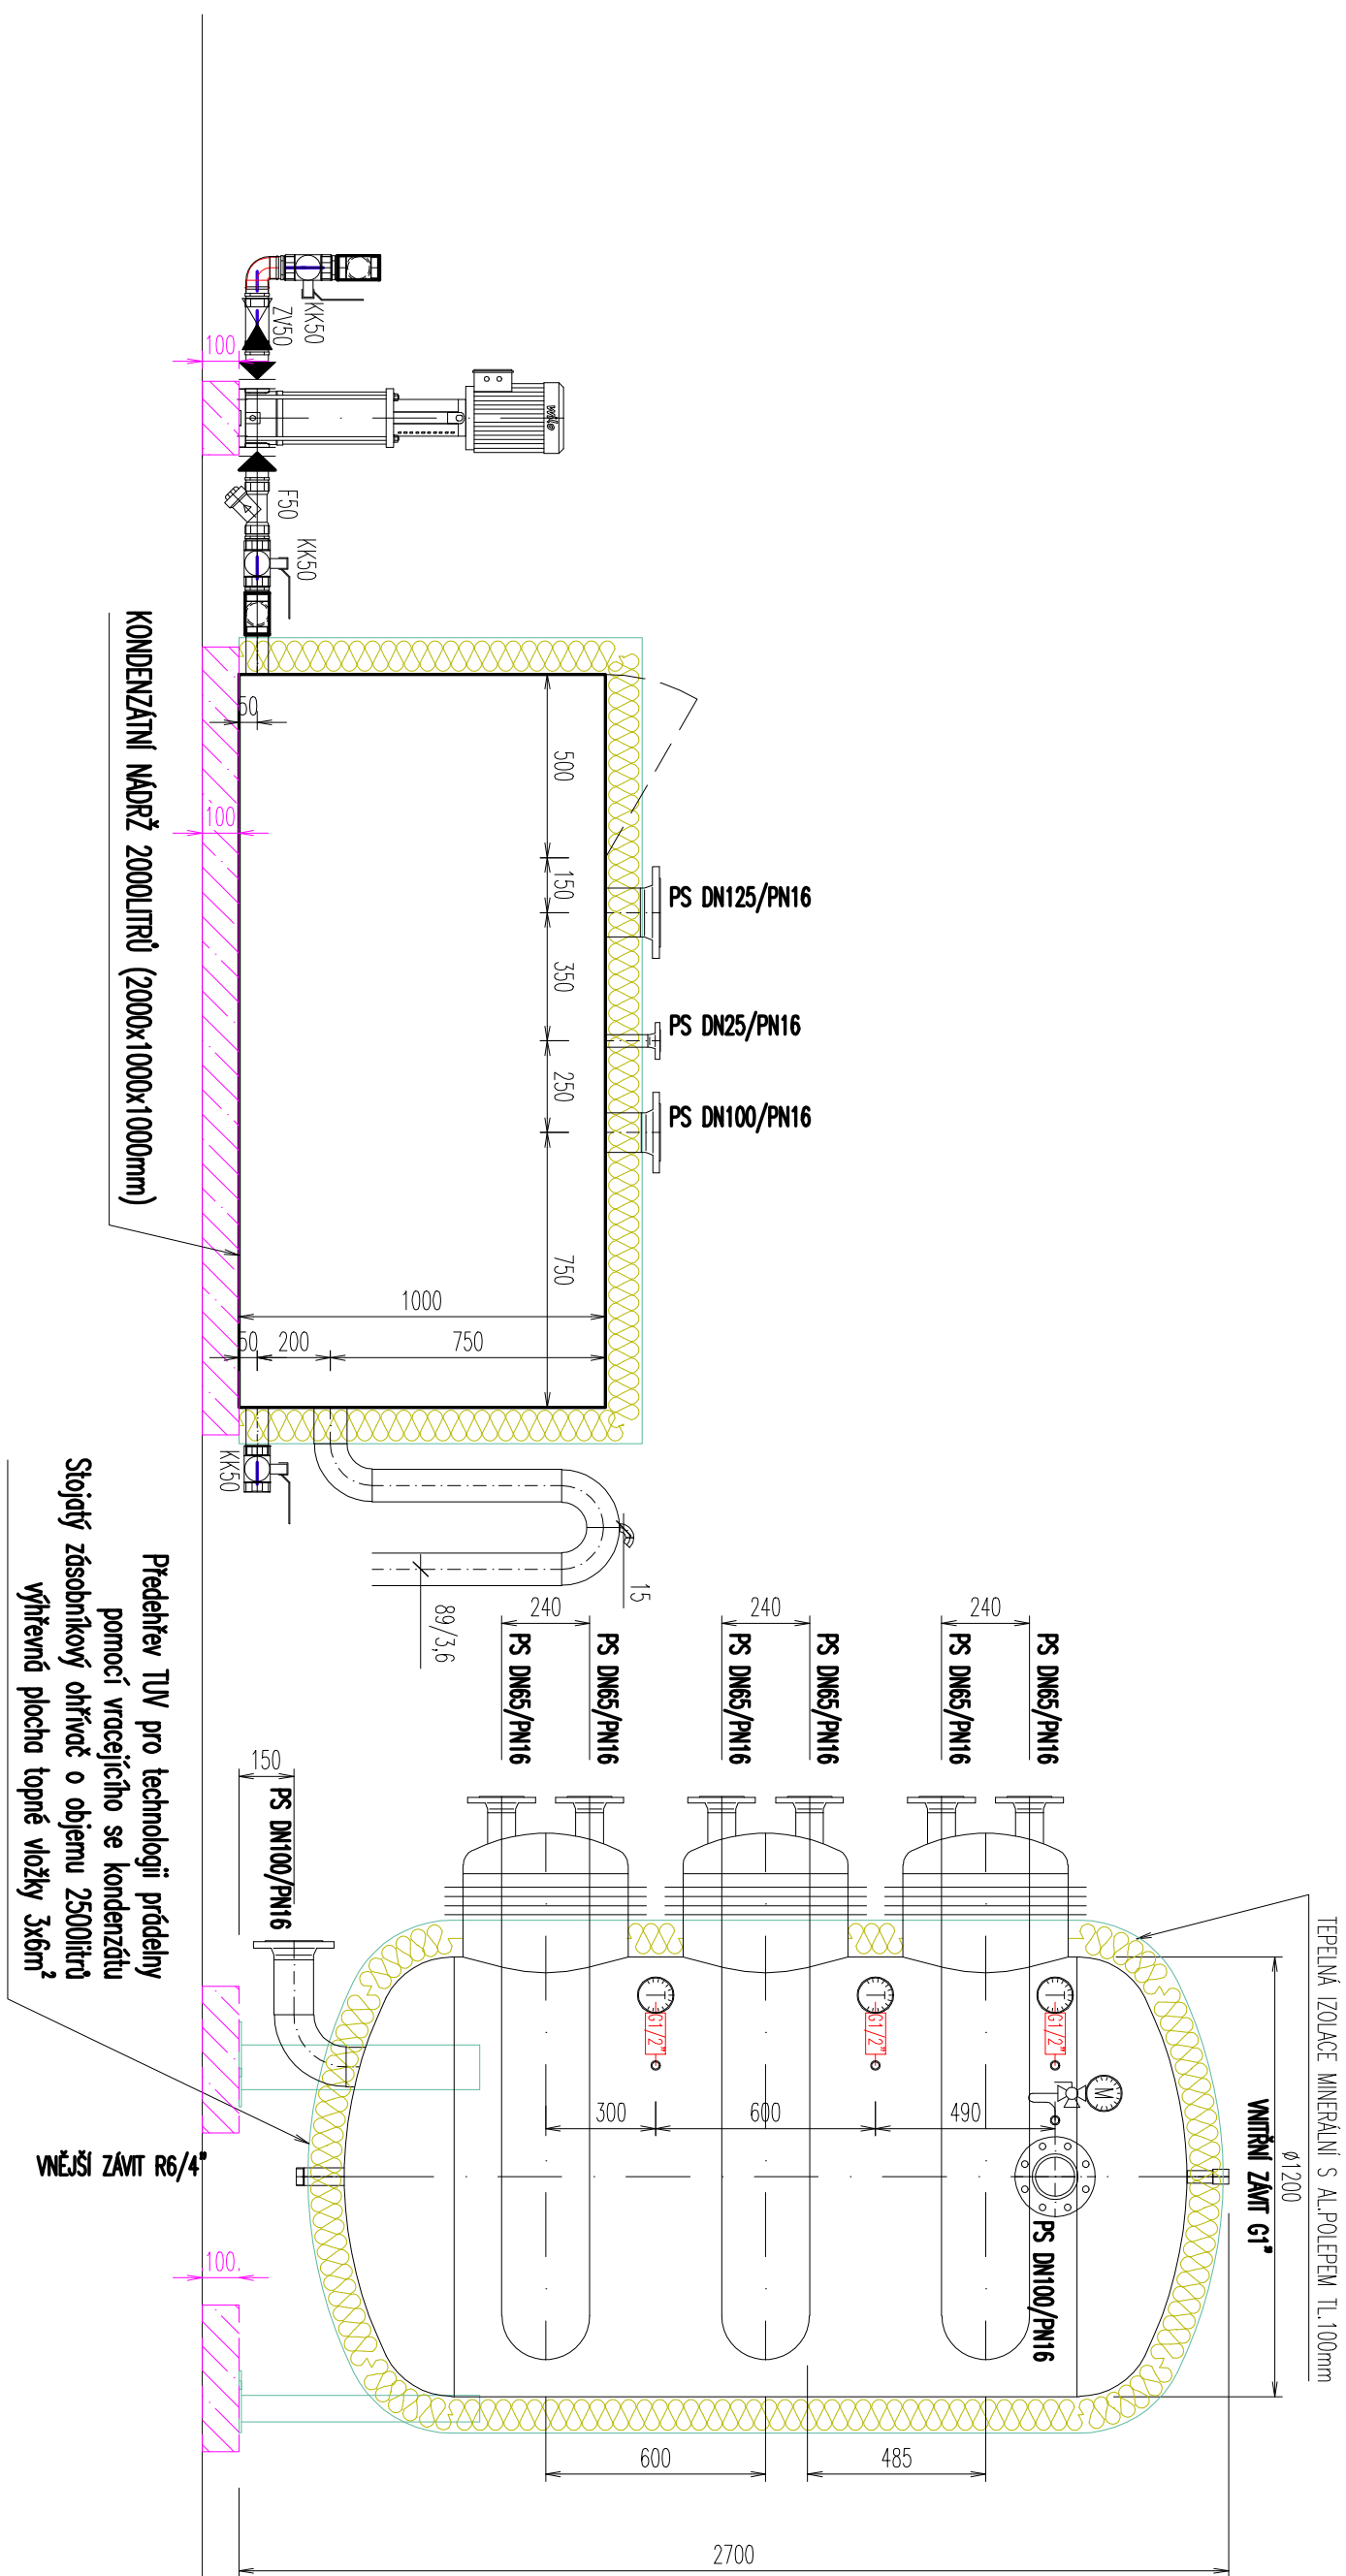 KK50
ZV50
100
wilo
F50
KK50
PS DN125/PN16
PS DN25/PN16
PS DN100/PN16
500
150
350
250
750
50
100
1000
50
200
750
KONDENZÁTNÍ NÁDRŽ 2000LITRŮ (2000x1000x1000mm)
KK50
15
89/3,6
Předehřev TUV pro technologii prádelny
pomocí vracejícího se kondenzátu
Stojatý zásobníkový ohřívač o objemu 2500litrů
výhřevná plocha topné vložky 3x6m²
240
240
240
PS DN65/PN16
PS DN65/PN16
PS DN65/PN16
PS DN65/PN16
PS DN65/PN16
PS DN65/PN16
150
PS DN100/PN16
TEPELNÁ IZOLACE MINERÁLNÍ S AL.POLEPEM TL.100mm
Ø1200
VNITŘNÍ ZÁVIT G1"
T
G1/2"
T
G1/2"
T
G1/2"
M
300
600
490
PS DN100/PN16
VNĚJŠÍ ZÁVIT R6/4"
100
600
485
2700